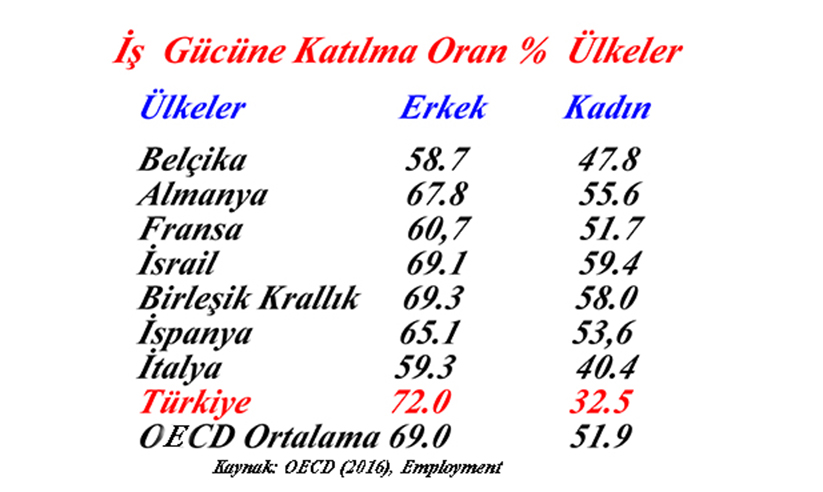 İş Gücüne Katılma Oran % Ülkeler
Ülkeler Erkek Kadın
Belçika 58.7 47.8
Almanya 67.8 55.6
Fransa 60,7 51.7
İsrail 69.1 59.4
Birleşik Krallık 69.3 58.0
İspanya 65.1 53,6
İtalya 59.3 40.4
Türkiye 72.0 32.5
OECD Ortalama 69.0 51.9
Kaynak: OECD (2016), Employment